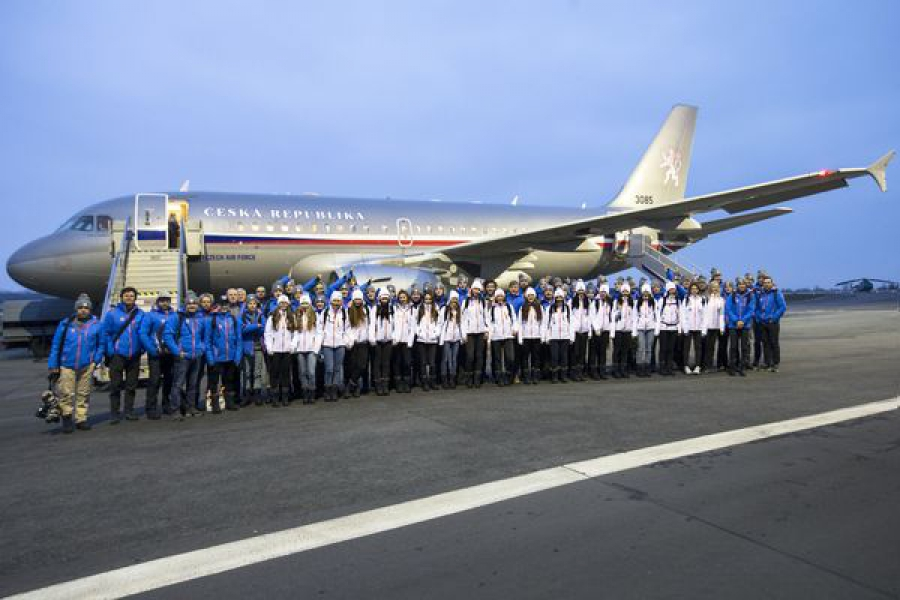 ČESKÁ REPUBLIKA
CZECH AIR FORCE
3085